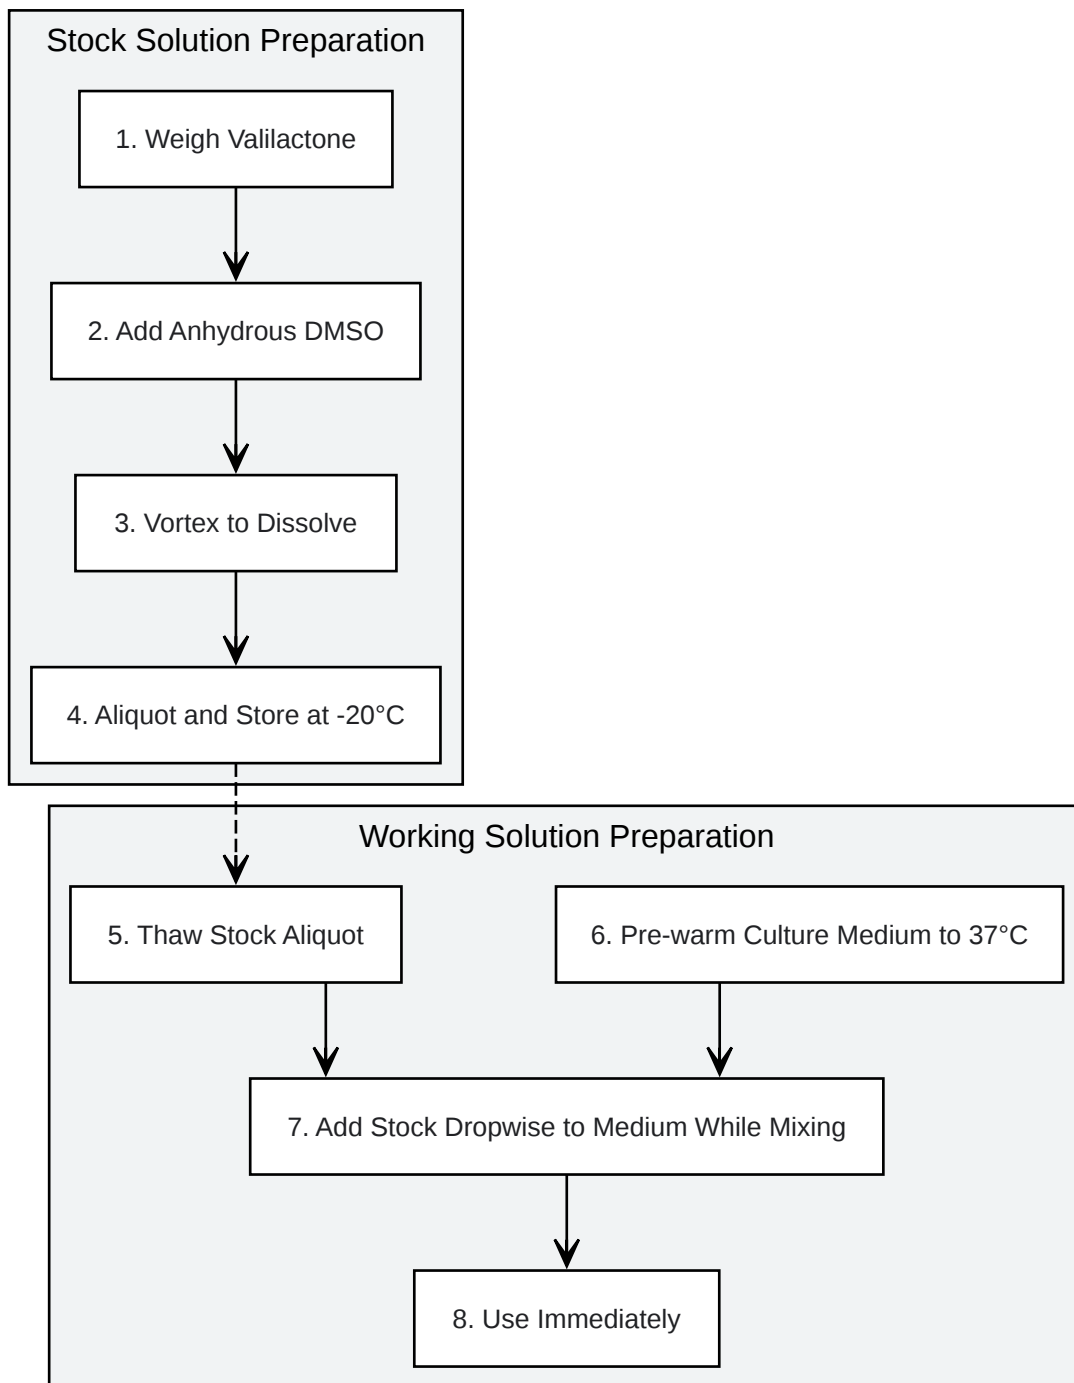 Stock Solution Preparation
1. Weigh Valilactone
2. Add Anhydrous DMSO
3. Vortex to Dissolve
4. Aliquot and Store at -20°C
Working Solution Preparation
5. Thaw Stock Aliquot
6. Pre-warm Culture Medium to 37°C
7. Add Stock Dropwise to Medium While Mixing
8. Use Immediately